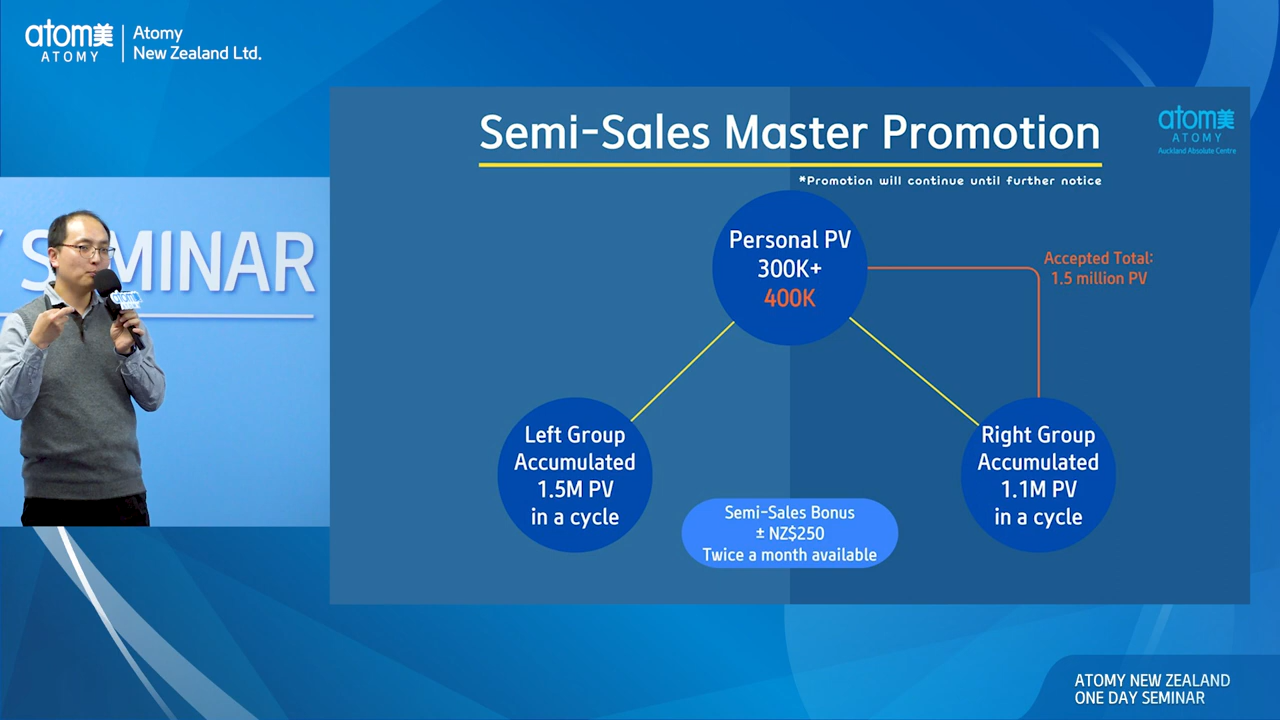 atom美
ATOMY
Atomy
New Zealand Ltd.
Semi-Sales Master Promotion
*Promotion will continue until further notice
atom美
ATOMY
Auckland Absolute Centre
SEMINAR
Personal PV
300K+
400K
Accepted Total:
1.5 million PV
Left Group
Accumulated
1.5M PV
in a cycle
Right Group
Accumulated
1.1M PV
in a cycle
Semi-Sales Bonus
± NZ$250
Twice a month available
ATOMY NEW ZEALAND
ONE DAY SEMINAR